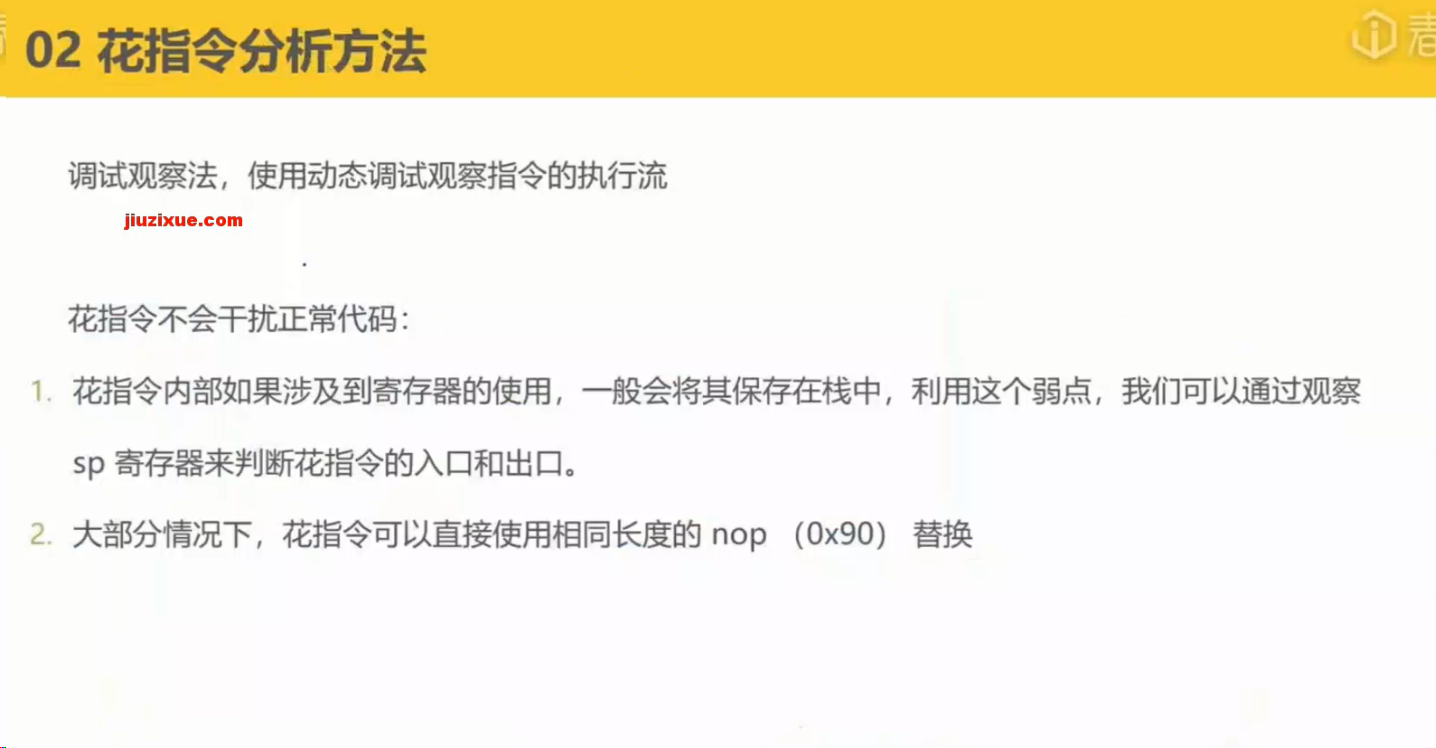 02 花指令分析方法
调试观察法，使用动态调试观察指令的执行流
jiuzixue.com
花指令不会干扰正常代码：
1. 花指令内部如果涉及到寄存器的使用，一般会将其保存在栈中，利用这个弱点，我们可以通过观察
sp 寄存器来判断花指令的入口和出口。
2. 大部分情况下，花指令可以直接使用相同长度的 nop （0x90） 替换